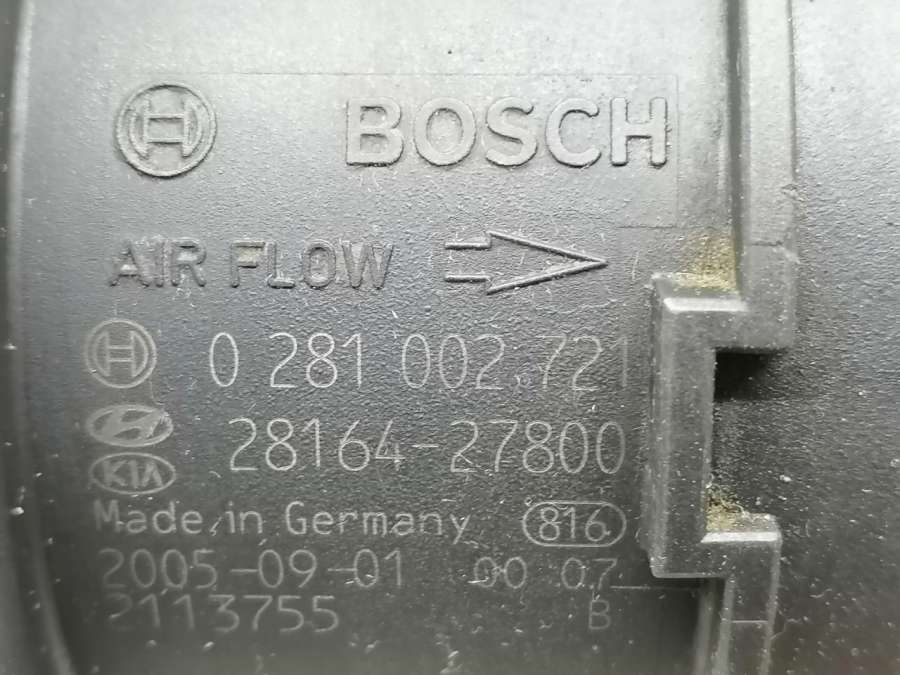 BOSCH
AIR FLOW
0 281 002 721
28164-27800
KIA
Made in Germany 816
2005-09-01 00 07
2113755 B